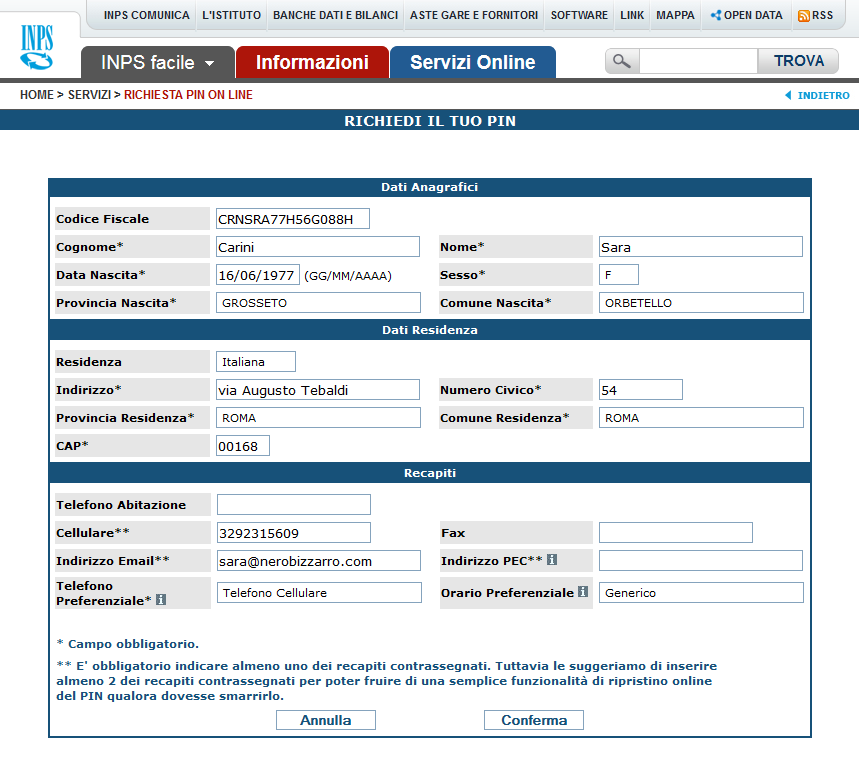 INPS COMUNICA L'ISTITUTO BANCHE DATI E BILANCI ASTE GARE E FORNITORI SOFTWARE LINK MAPPA OPEN DATA RSS
INPS
INPS facile Informazioni Servizi Online TROVA
HOME > SERVIZI > RICHIESTA PIN ON LINE INDIETRO
RICHIEDI IL TUO PIN
Dati Anagrafici
Codice Fiscale CRNSRA77H56G088H
Cognome* Carini Nome* Sara
Data Nascita* 16/06/1977 (GG/MM/AAAA) Sesso* F
Provincia Nascita* GROSSETO Comune Nascita* ORBETELLO
Dati Residenza
Residenza Italiana
Indirizzo* via Augusto Tebaldi Numero Civico* 54
Provincia Residenza* ROMA Comune Residenza* ROMA
CAP* 00168
Recapiti
Telefono Abitazione
Cellulare** 3292315609 Fax
Indirizzo Email** sara@nerobizzarro.com Indirizzo PEC** i
Telefono
Preferenziale* i Telefono Cellulare Orario Preferenziale i Generico
* Campo obbligatorio.
** E' obbligatorio indicare almeno uno dei recapiti contrassegnati. Tuttavia le suggeriamo di inserire
almeno 2 dei recapiti contrassegnati per poter fruire di una semplice funzionalità di ripristino online
del PIN qualora dovesse smarrirlo.
Annulla Conferma